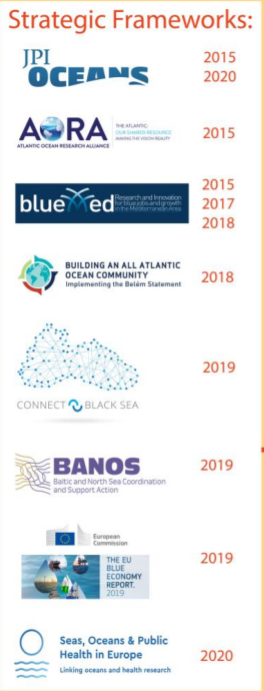 Strategic Frameworks:
JPI
OCEANS
2015
2020
AORA
ATLANTIC OCEAN RESEARCH ALLIANCE
THE ATLANTIC:
OUR SHARED RESOURCE
MAKING THE VISION REALITY
2015
bluemed
Research and Innovation
for blue jobs and growth
in the Mediterranean Area
2015
2017
2018
BUILDING AN ALL ATLANTIC
OCEAN COMMUNITY
Implementing the Belém Statement
2018
CONNECT BLACK SEA
2019
BANOS
Baltic and North Sea Coordination
and Support Action
2019
European
Commission
THE EU
BLUE
ECONOMY
REPORT.
2019
2019
Seas, Oceans & Public
Health in Europe
Linking oceans and health research
2020